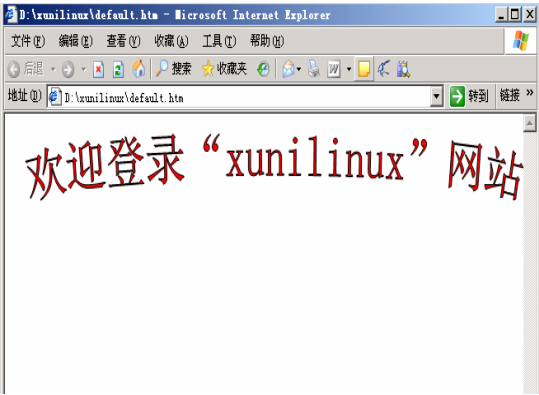 D:\xunilinux\default.htm - Microsoft Internet Explorer
文件(F) 编辑(E) 查看(V) 收藏(A) 工具(T) 帮助(H)
后退 搜索 收藏夹
地址(D) D:\xunilinux\default.htm 转到 链接 »
欢迎登录“xunilinux”网站